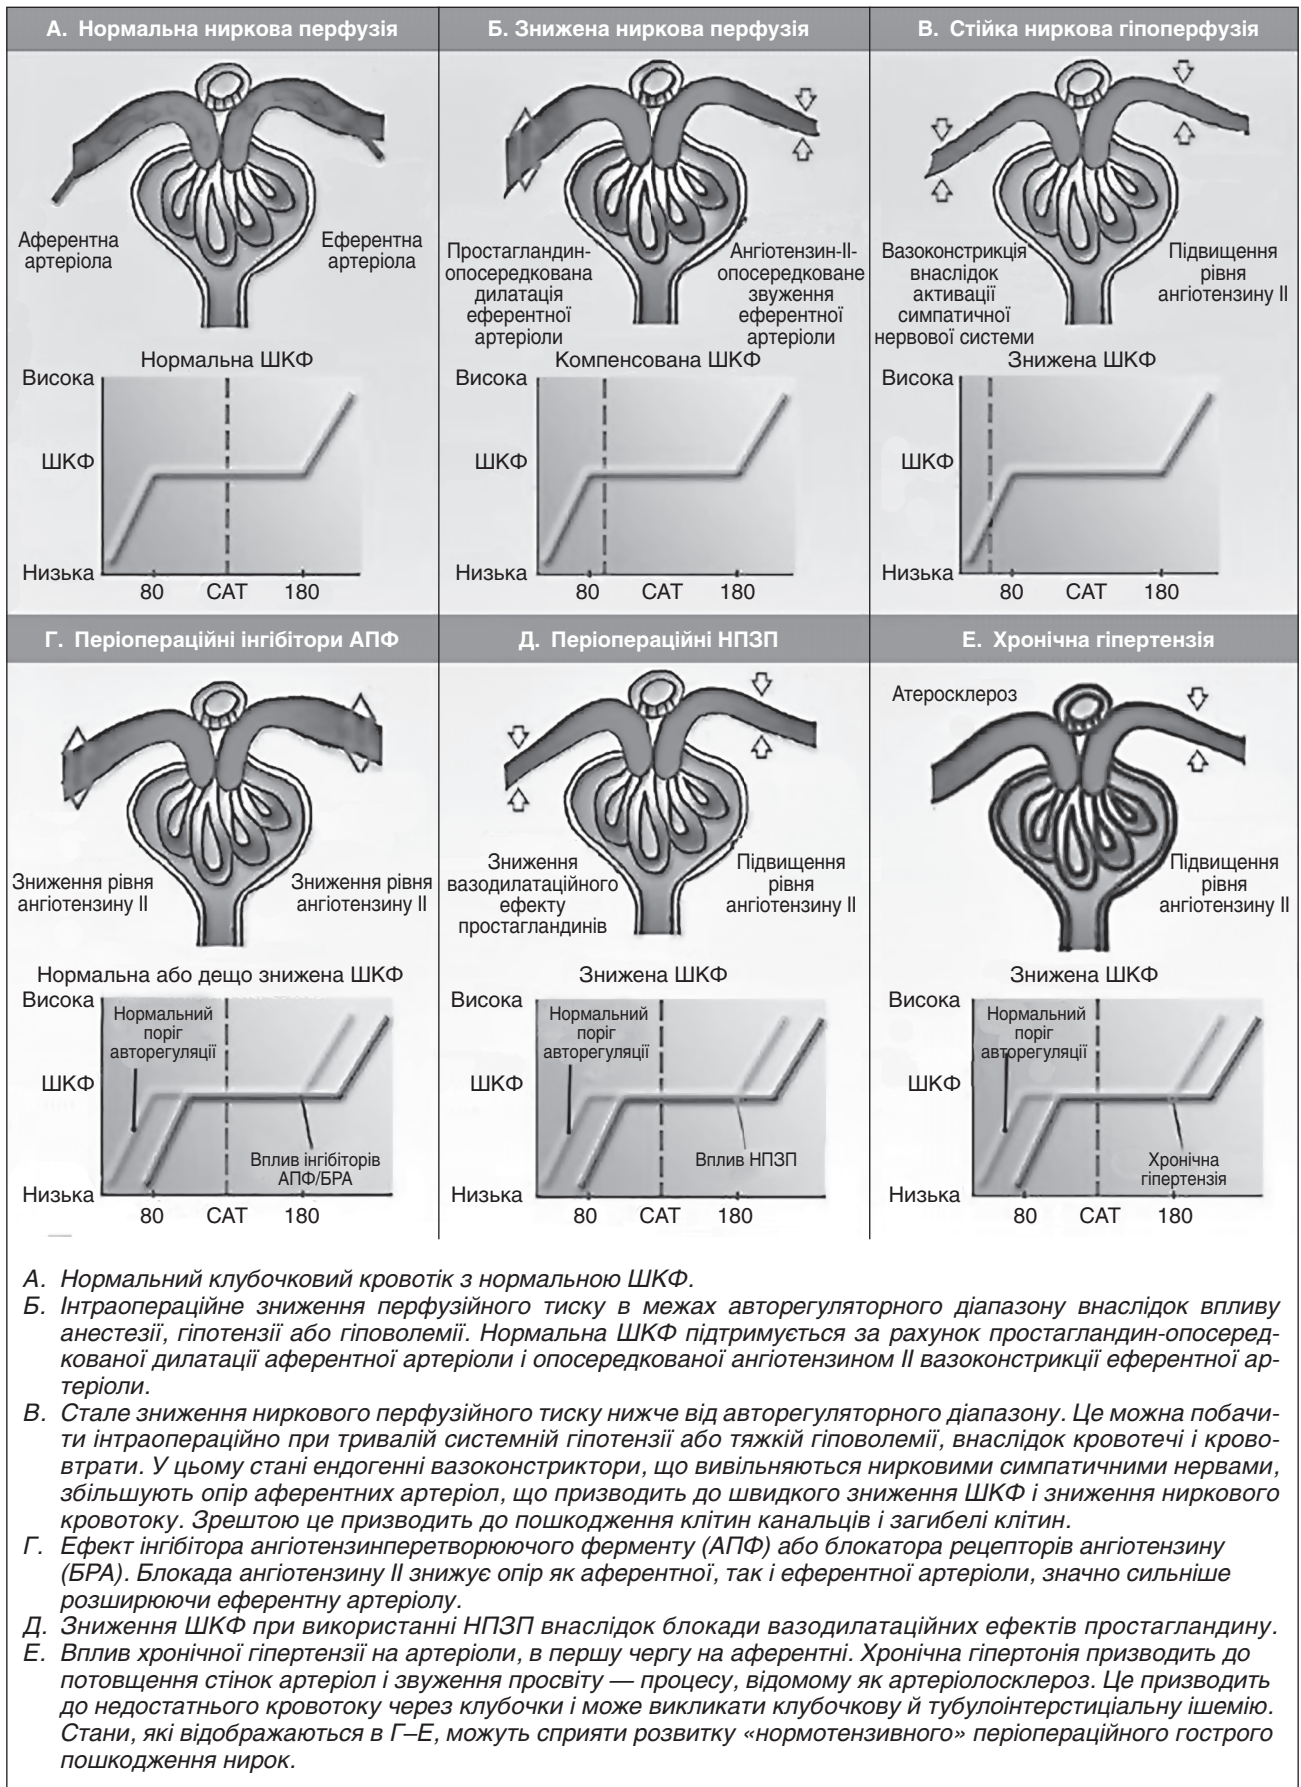 А. Нормальна ниркова перфузія
Аферентна
артеріола
Еферентна
артеріола
Нормальна ШКФ
Висока
ШКФ
Низька
80 САТ 180
Б. Знижена ниркова перфузія
Простагландин-
опосередкована
дилатація
еферентної
артеріоли
Ангіотензин-II-
опосередковане
звуження
еферентної
артеріоли
Компенсована ШКФ
Висока
ШКФ
Низька
80 САТ 180
В. Стійка ниркова гіпоперфузія
Вазоконстрикція
внаслідок
активації
симпатичної
нервової системи
Підвищення
рівня
ангіотензину II
Знижена ШКФ
Висока
ШКФ
Низька
80 САТ 180
Г. Періопераційні інгібітори АПФ
Зниження рівня
ангіотензину II
Зниження рівня
ангіотензину II
Нормальна або дещо знижена ШКФ
Висока
Нормальний
поріг
авторегуляції
ШКФ
Вплив інгібіторів
АПФ/БРА
Низька
80 САТ 180
Д. Періопераційні НПЗП
Зниження
вазодилатаційного
ефекту
простагландинів
Підвищення
рівня
ангіотензину II
Знижена ШКФ
Висока
Нормальний
поріг
авторегуляції
ШКФ
Вплив НПЗП
Низька
80 САТ 180
Е. Хронічна гіпертензія
Атеросклероз
Підвищення
рівня
ангіотензину II
Знижена ШКФ
Висока
Нормальний
поріг
авторегуляції
ШКФ
Хронічна
гіпертензія
Низька
80 САТ 180
А. Нормальний клубочковий кровотік з нормальною ШКФ.
Б. Інтраопераційне зниження перфузійного тиску в межах авторегуляторного діапазону внаслідок впливу
анестезії, гіпотензії або гіповолемії. Нормальна ШКФ підтримується за рахунок простагландин-опосеред-
кованої дилатації аферентної артеріоли і опосередкованої ангіотензином II вазоконстрикції еферентної ар-
теріоли.
В. Стале зниження ниркового перфузійного тиску нижче від авторегуляторного діапазону. Це можна побачи-
ти інтраопераційно при тривалій системній гіпотензії або тяжкій гіповолемії, внаслідок кровотечі і крово-
втрати. У цьому стані ендогенні вазоконстриктори, що вивільняються нирковими симпатичними нервами,
збільшують опір аферентних артеріол, що призводить до швидкого зниження ШКФ і зниження ниркового
кровотоку. Зрештою це призводить до пошкодження клітин канальців і загибелі клітин.
Г. Ефект інгібітора ангіотензинперетворюючого ферменту (АПФ) або блокатора рецепторів ангіотензину
(БРА). Блокада ангіотензину II знижує опір як аферентної, так і еферентної артеріоли, значно сильніше
розширюючи еферентну артеріолу.
Д. Зниження ШКФ при використанні НПЗП внаслідок блокади вазодилатаційних ефектів простагландину.
Е. Вплив хронічної гіпертензії на артеріоли, в першу чергу на аферентні. Хронічна гіпертонія призводить до
потовщення стінок артеріол і звуження просвіту — процесу, відомому як артеріолосклероз. Це призводить
до недостатнього кровотоку через клубочки і може викликати клубочкову й тубулоінтерстиціальну ішемію.
Стани, які відображаються в Г–Е, можуть сприяти розвитку «нормотензивного» періопераційного гострого
пошкодження нирок.